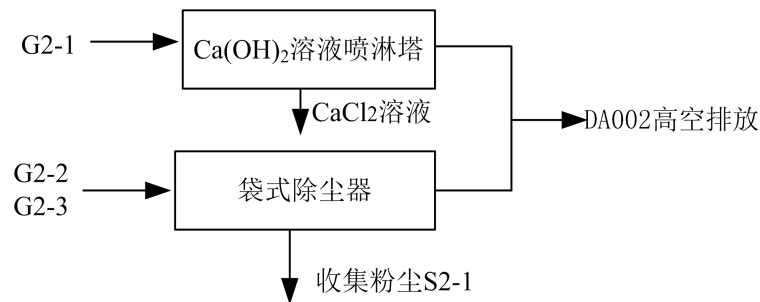 G2-1
Ca(OH)₂溶液喷淋塔
CaCl2溶液
DA002高空排放
G2-2
G2-3
袋式除尘器
收集粉尘S2-1